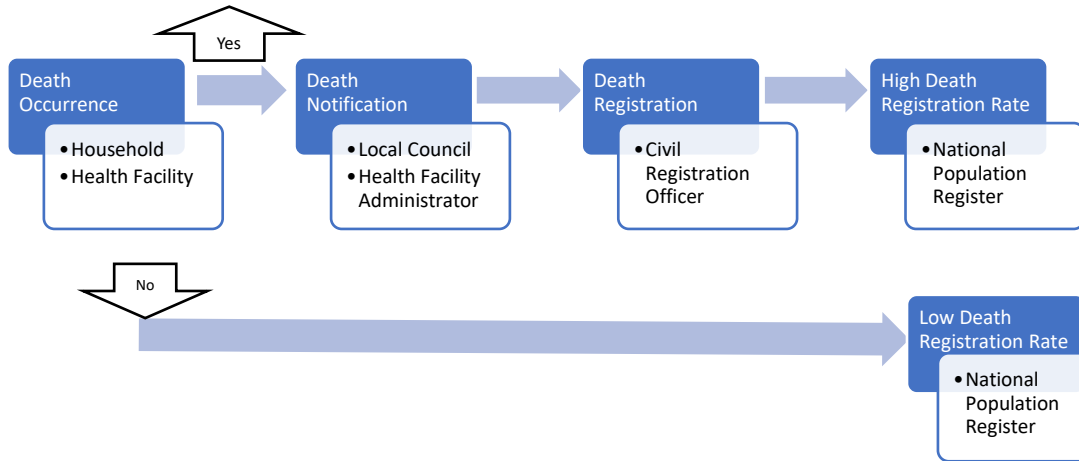 Yes
Death
Occurrence
•Household
•Health Facility
Death
Notification
•Local Council
•Health Facility
Administrator
Death
Registration
•Civil
Registration
Officer
High Death
Registration Rate
•National
Population
Register
No
Low Death
Registration Rate
•National
Population
Register